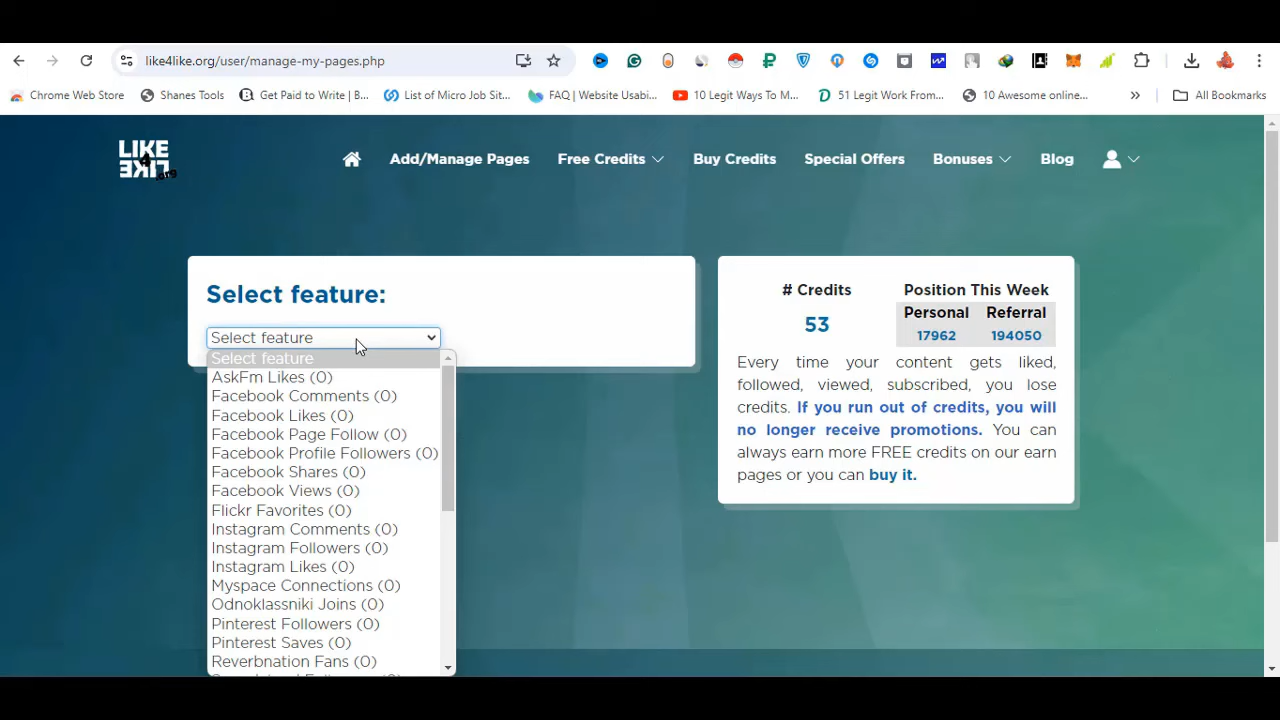 like4like.org/user/manage-my-pages.php
Chrome Web Store
Shanes Tools
Get Paid to Write | B...
List of Micro Job Sit...
FAQ | Website Usabi...
10 Legit Ways To M...
51 Legit Work From...
10 Awesome online...
»
All Bookmarks
LIKE
4
LIKE
.org
Add/Manage Pages
Free Credits
Buy Credits
Special Offers
Bonuses
Blog
Select feature:
Select feature
Select feature
AskFm Likes (0)
Facebook Comments (0)
Facebook Likes (0)
Facebook Page Follow (0)
Facebook Profile Followers (0)
Facebook Shares (0)
Facebook Views (0)
Flickr Favorites (0)
Instagram Comments (0)
Instagram Followers (0)
Instagram Likes (0)
Myspace Connections (0)
Odnoklassniki Joins (0)
Pinterest Followers (0)
Pinterest Saves (0)
Reverbnation Fans (0)
# Credits
53
Position This Week
Personal Referral
17962 194050
Every time your content gets liked,
followed, viewed, subscribed, you lose
credits. If you run out of credits, you will
no longer receive promotions. You can
always earn more FREE credits on our earn
pages or you can buy it.